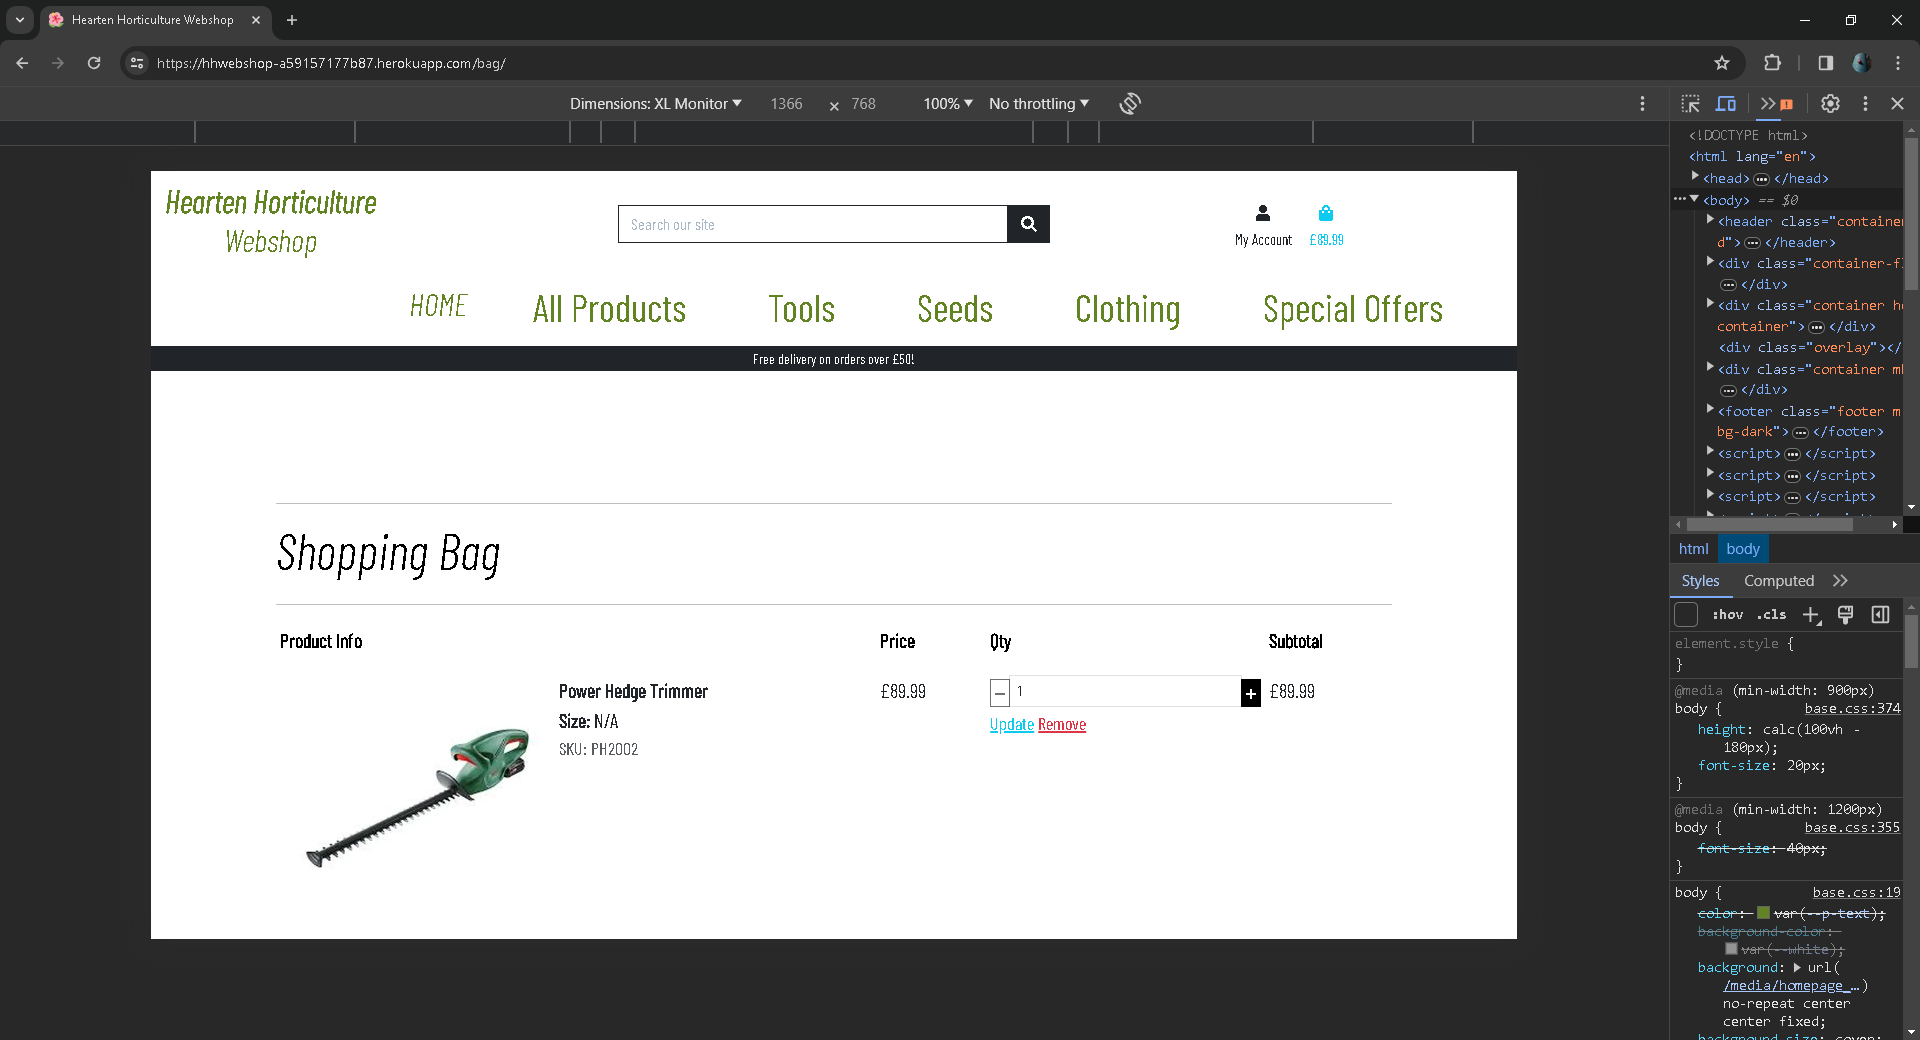 Hearten Horticulture Webshop
https://hhwebshop-a59157177b87.herokuapp.com/bag/
Dimensions: XL Monitor 1366 × 768 100% No throttling
Hearten Horticulture
Webshop
Search our site
My Account £89.99
HOME All Products Tools Seeds Clothing Special Offers
Free delivery on orders over £50!
Shopping Bag
Product Info Price Qty Subtotal
Power Hedge Trimmer £89.99 − 1 + £89.99
Size: N/A
Update Remove
SKU: PH2002
<!DOCTYPE html>
<html lang="en">
<head> ••• </head>
••• <body> == $0
<header class="container
d"> ••• </header>
<div class="container-f
••• </div>
<div class="container h
container"> ••• </div>
<div class="overlay"></
<div class="container m
••• </div>
<footer class="footer m
bg-dark"> ••• </footer>
<script> ••• </script>
<script> ••• </script>
<script> ••• </script>
html body
Styles Computed
:hov .cls
element.style {
}
@media (min-width: 900px)
body { base.css:374
height: calc(100vh -
180px);
font-size: 20px;
}
@media (min-width: 1200px)
body { base.css:355
font-size: 40px;
}
body { base.css:19
color: var(--p-text);
background-color:
var(--white);
background: url(
/media/homepage_…)
no-repeat center
center fixed;
background-size: cover;